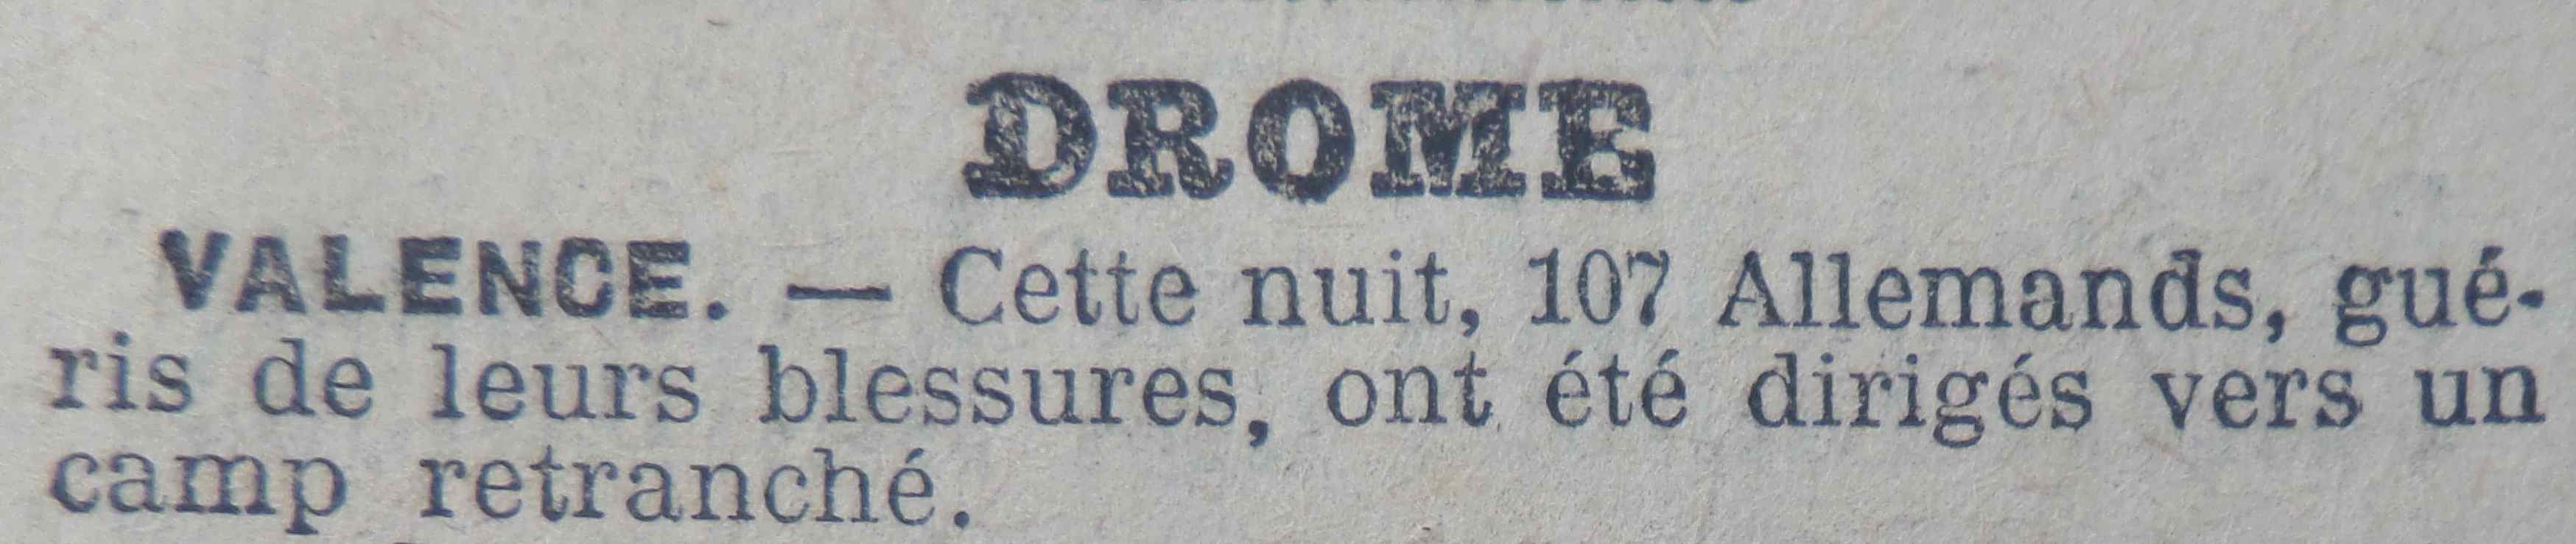 DROME
VALENCE. — Cette nuit, 107 Allemands, gué-
ris de leurs blessures, ont été dirigés vers un
camp retranché.